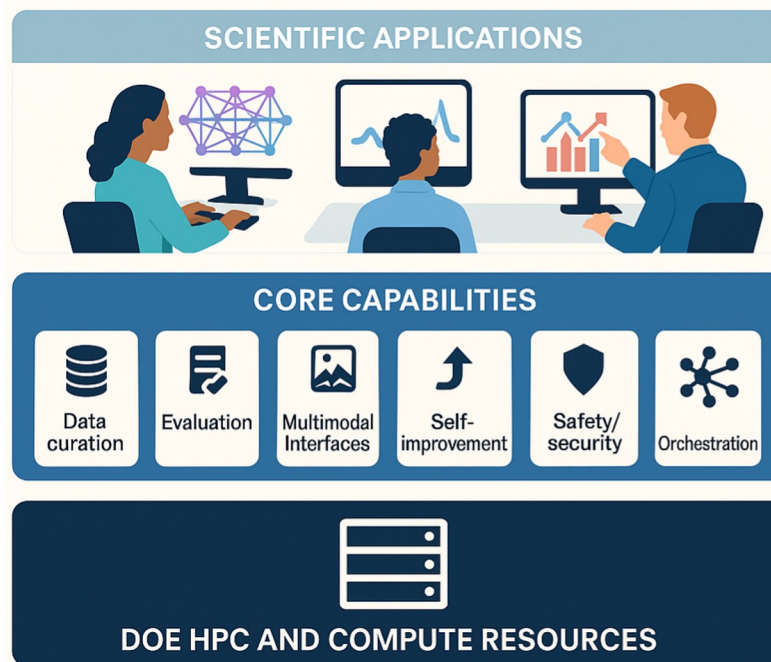 SCIENTIFIC APPLICATIONS
CORE CAPABILITIES
Data
curation
Evaluation
Multimodal
Interfaces
Self-
improvement
Safety/
security
Orchestration
DOE HPC AND COMPUTE RESOURCES